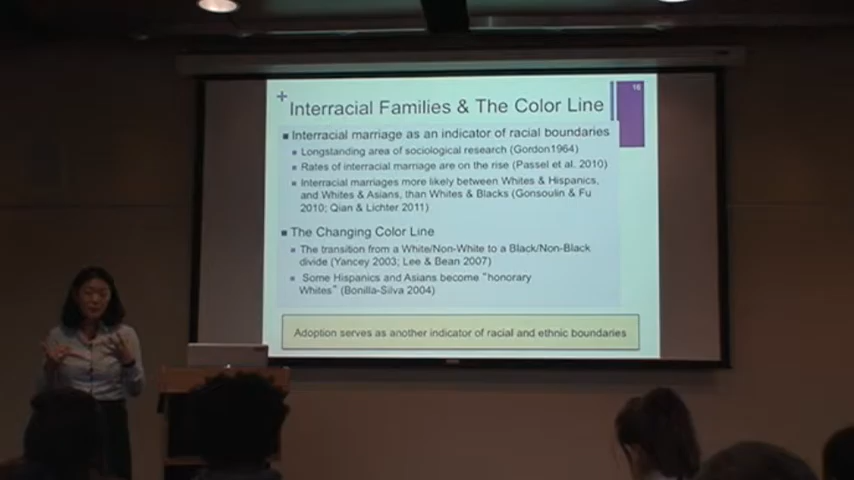 16
+ Interracial Families & The Color Line
Interracial marriage as an indicator of racial boundaries
Longstanding area of sociological research (Gordon1964)
Rates of interracial marriage are on the rise (Passel et al. 2010)
Interracial marriages more likely between Whites & Hispanics,
and Whites & Asians, than Whites & Blacks (Gonsoulin & Fu
2010; Qian & Lichter 2011)
The Changing Color Line
The transition from a White/Non-White to a Black/Non-Black
divide (Yancey 2003; Lee & Bean 2007)
Some Hispanics and Asians become "honorary
Whites" (Bonilla-Silva 2004)
Adoption serves as another indicator of racial and ethnic boundaries